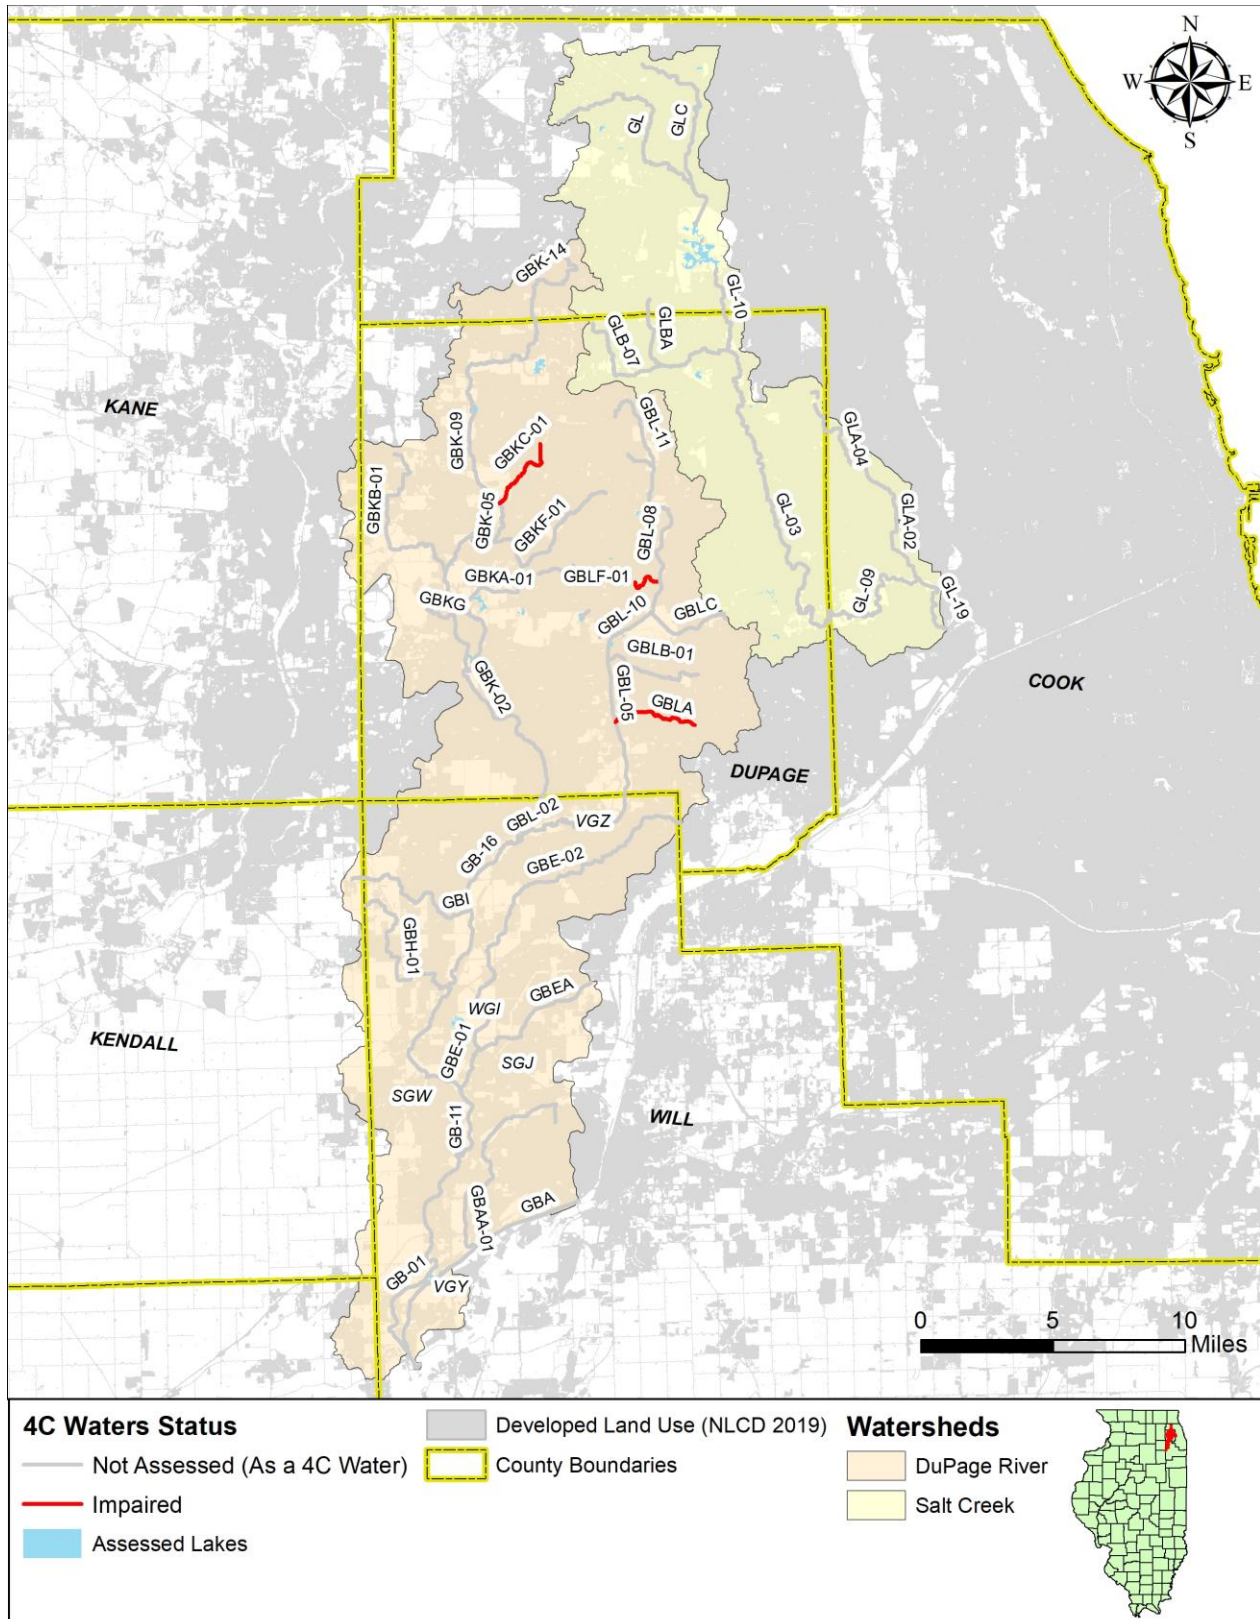 N
W E
S
GL
GLC
GBK-14
GL-10
GLB-07
GLBA
KANE
GBK-09
GBKC-01
GBL-11
GLA-04
GBKB-01
GBK-05
GBKF-01
GBL-08
GL-03
GLA-02
GBKA-01
GBLF-01
GL-09
GL-19
GBKG
GBL-10
GBLC
GBLB-01
COOK
GBK-02
GBL-05
GBLA
DUPAGE
GBL-02
VGZ
GB-16
GBE-02
GBI
GBH-01
GBEA
WGI
KENDALL
GBE-01
SGJ
SGW
GB-11
WILL
GBAA-01
GBA
GB-01
VGY
0 5 10
Miles
4C Waters Status
Not Assessed (As a 4C Water)
Impaired
Assessed Lakes
Developed Land Use (NLCD 2019)
County Boundaries
Watersheds
DuPage River
Salt Creek